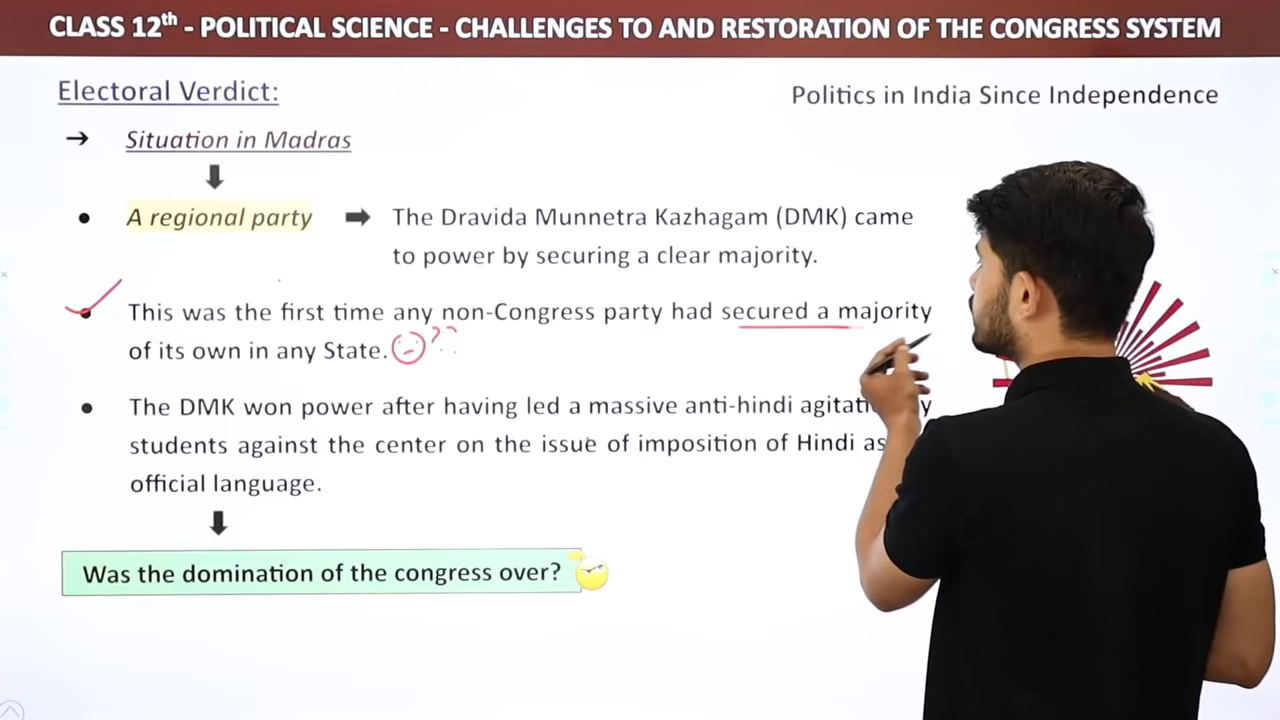 CLASS 12th - POLITICAL SCIENCE - CHALLENGES TO AND RESTORATION OF THE CONGRESS SYSTEM
Electoral Verdict:
Politics in India Since Independence
→ Situation in Madras
• A regional party ➡ The Dravida Munnetra Kazhagam (DMK) came
to power by securing a clear majority.
• This was the first time any non-Congress party had secured a majority
of its own in any State. ??
• The DMK won power after having led a massive anti-hindi
students against the center on the issue of imposition of Hindi as
official language.
Was the domination of the congress over?